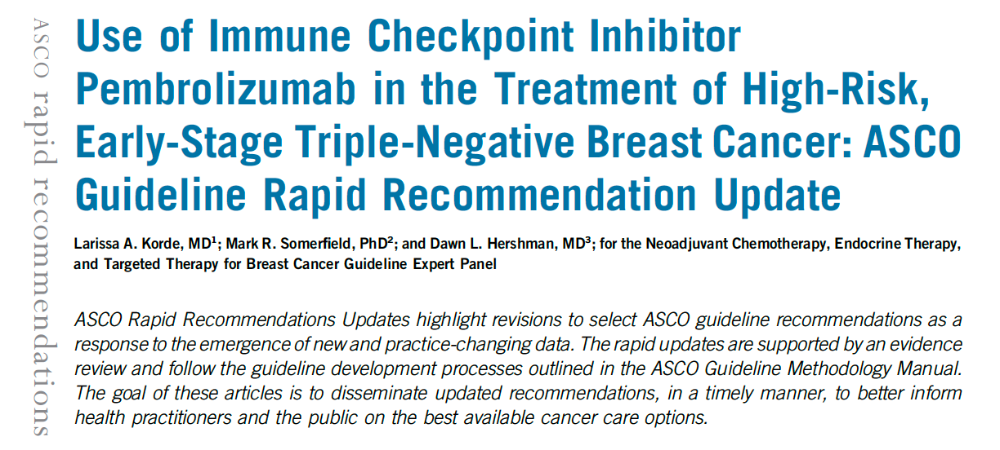 ASCO rapid recommendations
Use of Immune Checkpoint Inhibitor
Pembrolizumab in the Treatment of High-Risk,
Early-Stage Triple-Negative Breast Cancer: ASCO
Guideline Rapid Recommendation Update
Larissa A. Korde, MD¹; Mark R. Somerfield, PhD²; and Dawn L. Hershman, MD³; for the Neoadjuvant Chemotherapy, Endocrine Therapy,
and Targeted Therapy for Breast Cancer Guideline Expert Panel
ASCO Rapid Recommendations Updates highlight revisions to select ASCO guideline recommendations as a
response to the emergence of new and practice-changing data. The rapid updates are supported by an evidence
review and follow the guideline development processes outlined in the ASCO Guideline Methodology Manual.
The goal of these articles is to disseminate updated recommendations, in a timely manner, to better inform
health practitioners and the public on the best available cancer care options.